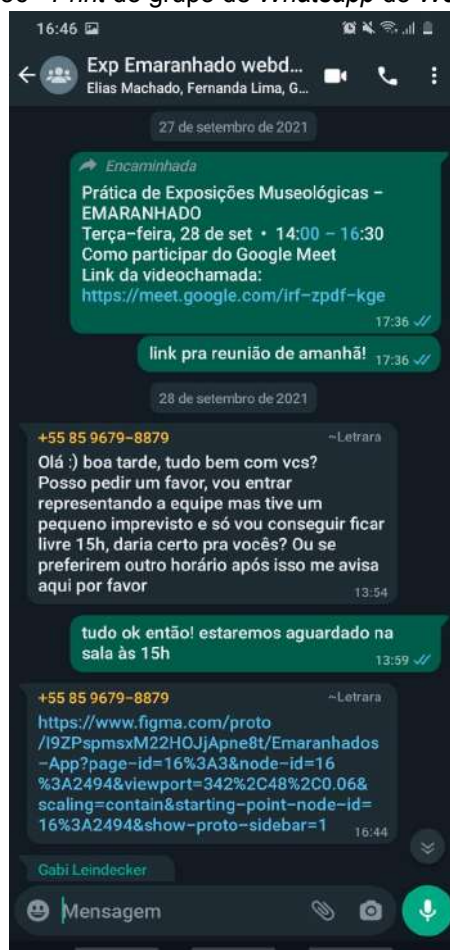 Print do grupo do Whatsapp do
16:46
Exp Emaranhado webd...
Elias Machado, Fernanda Lima, G...
27 de setembro de 2021
Encaminhada
Prática de Exposições Museológicas –
EMARANHADO
Terça-feira, 28 de set • 14:00 – 16:30
Como participar do Google Meet
Link da videochamada:
https://meet.google.com/irf-zpdf-kge
17:36
link pra reunião de amanhã! 17:36
28 de setembro de 2021
+55 85 9679-8879 ~Letrara
Olá :) boa tarde, tudo bem com vcs?
Posso pedir um favor, vou entrar
representando a equipe mas tive um
pequeno imprevisto e só vou conseguir ficar
livre 15h, daria certo pra vocês? Ou se
preferirem outro horário após isso me avisa
aqui por favor
13:54
tudo ok então! estaremos aguardado na
sala às 15h
13:59
+55 85 9679-8879 ~Letrara
https://www.figma.com/proto
/I9ZPspmsxM22HOJjApne8t/Emaranhados
-App?page-id=16%3A3&node-id=16
%3A2494&viewport=342%2C48%2C0.06&
scaling=contain&starting-point-node-id=
16%3A2494&show-proto-sidebar=1
16:44
Gabi Leindecker
Mensagem